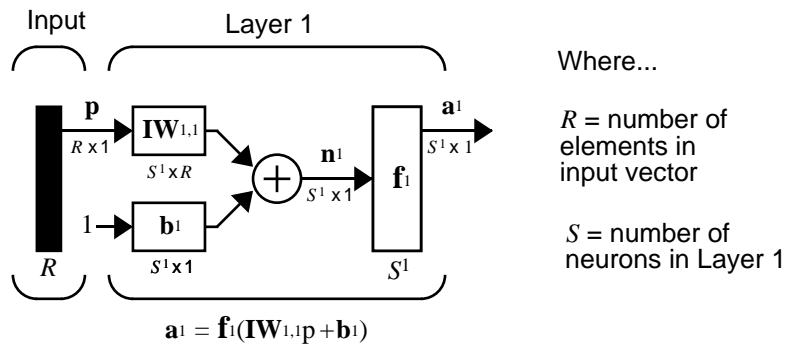 Input
Layer 1
Where...
p
R x 1
IW1,1
S1 x R
1
b1
S1 x 1
+
n1
S1 x 1
f1
a1
S1 x 1
R
S1
R = number of
elements in
input vector
S = number of
neurons in Layer 1
a1 = f1(IW1,1p +b1)